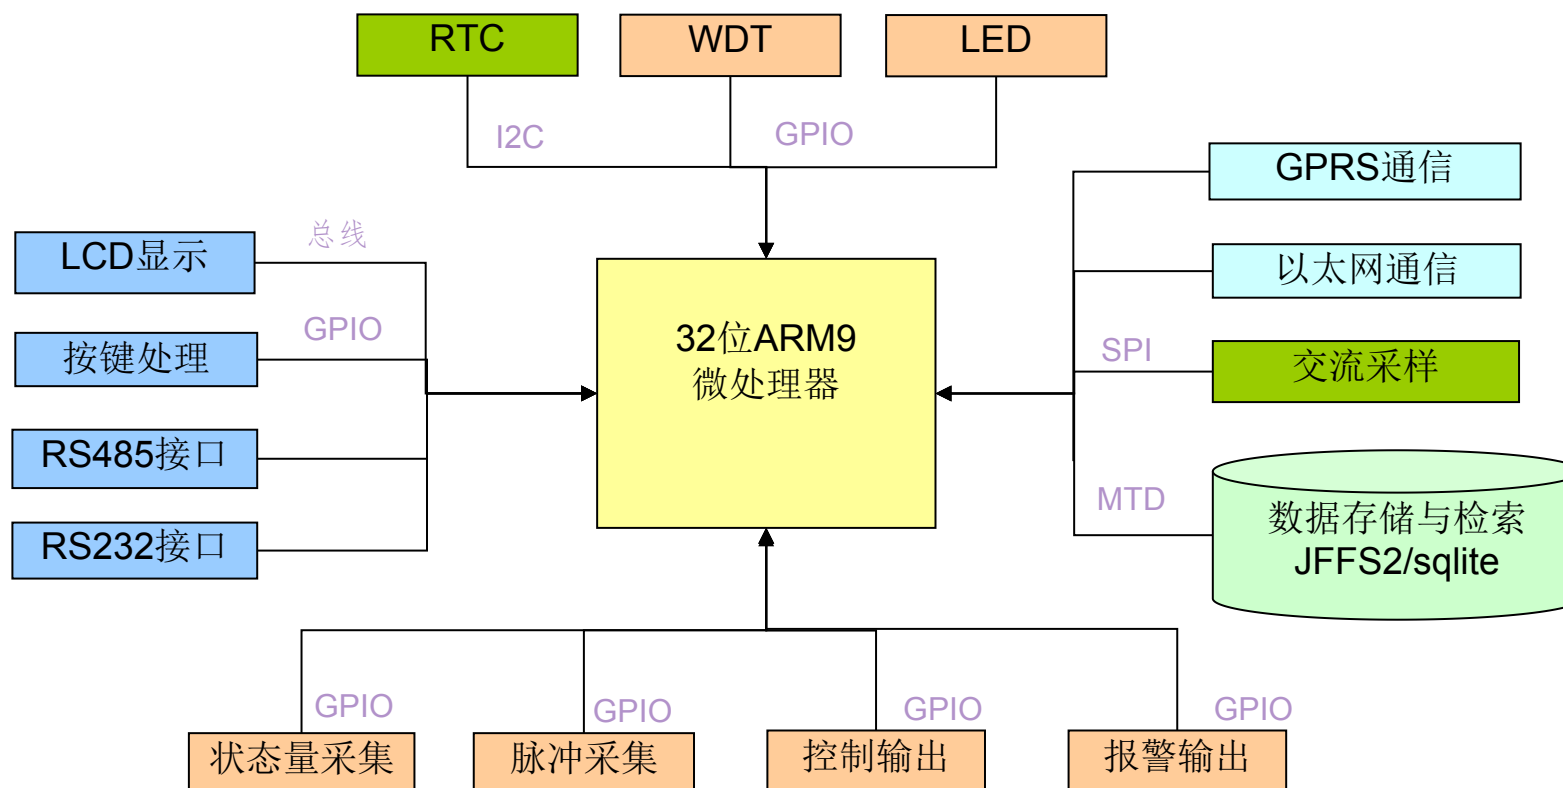 RTC
WDT
LED
I2C
GPIO
GPRS通信
总线
LCD显示
以太网通信
GPIO
按键处理
32位ARM9
微处理器
SPI
交流采样
RS485接口
MTD
数据存储与检索
JFFS2/sqlite
RS232接口
GPIO
GPIO
GPIO
GPIO
状态量采集
脉冲采集
控制输出
报警输出